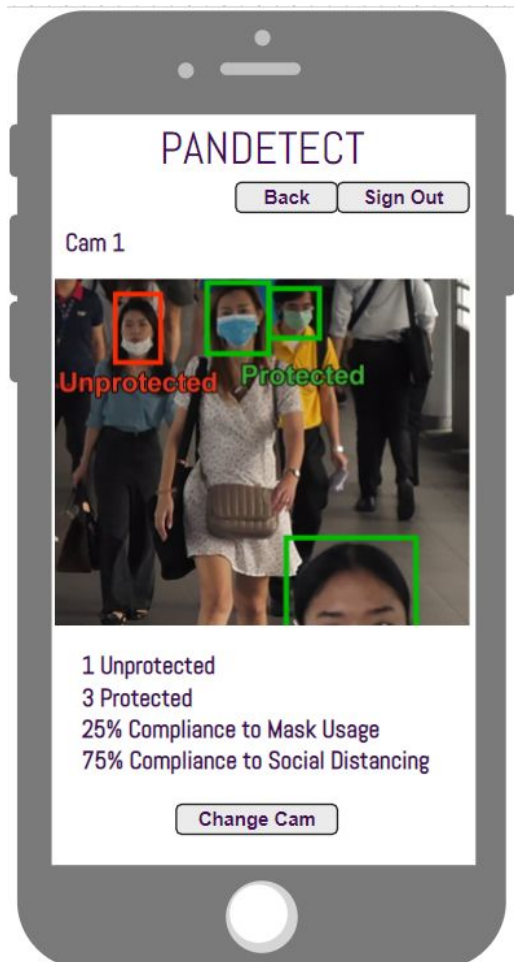 PANDETECT
Back Sign Out
Cam 1
Unprotected Protected
1 Unprotected
3 Protected
25% Compliance to Mask Usage
75% Compliance to Social Distancing
Change Cam